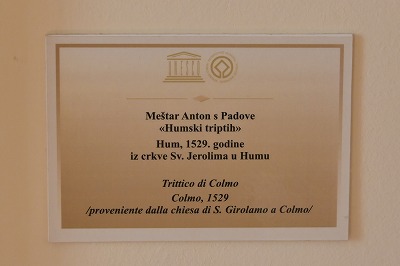 UNESCO
Meštar Anton s Padove
«Humski triptih»
Hum, 1529. godine
iz crkve Sv. Jerolima u Humu
Trittico di Colmo
Colmo, 1529
/proveniente dalla chiesa di S. Girolamo a Colmo/